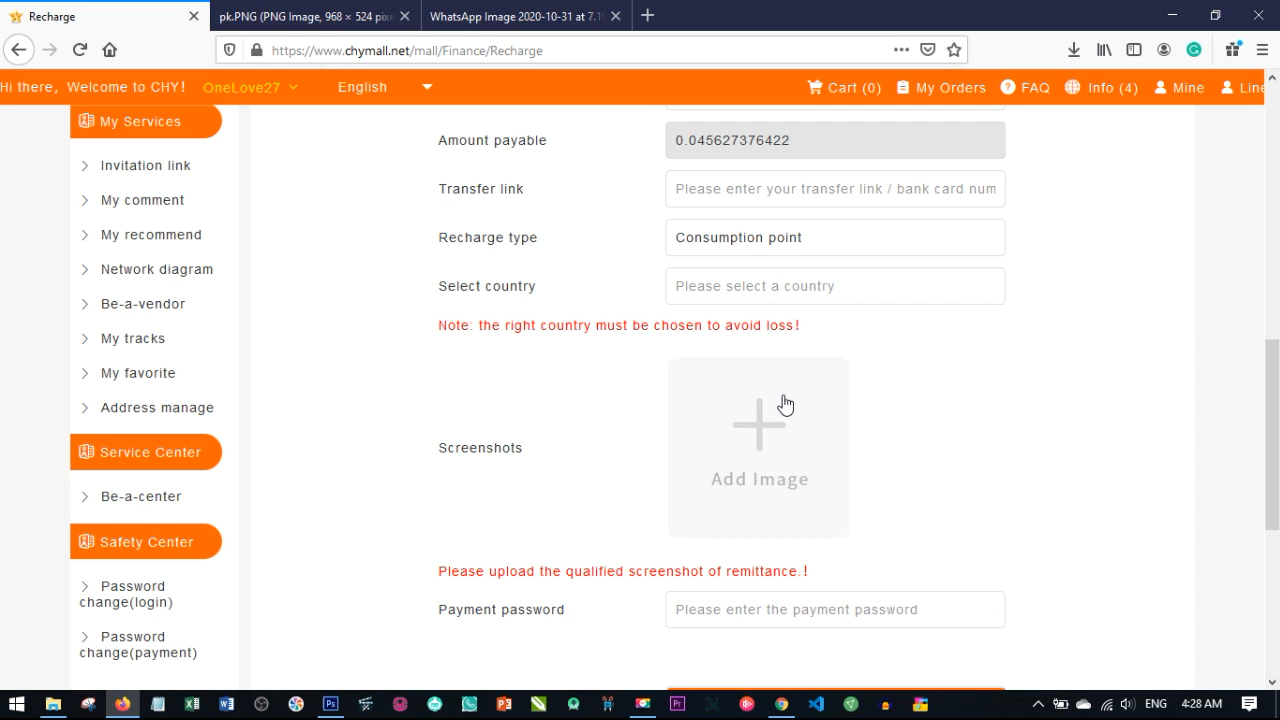 Recharge
pk.PNG (PNG Image, 968 × 524 pixe
WhatsApp Image 2020-10-31 at 7.1
https://www.chymall.net/mall/Finance/Recharge
Hi there, Welcome to CHY!
OneLove27
English
Cart (0)
My Orders
FAQ
Info (4)
Mine
Line
My Services
Invitation link
My comment
My recommend
Network diagram
Be-a-vendor
My tracks
My favorite
Address manage
Service Center
Be-a-center
Safety Center
Password
change(login)
Password
change(payment)
Amount payable
0.045627376422
Transfer link
Please enter your transfer link / bank card num
Recharge type
Consumption point
Select country
Please select a country
Note: the right country must be chosen to avoid loss!
Screenshots
Add Image
Please upload the qualified screenshot of remittance.!
Payment password
Please enter the payment password
ENG
4:28 AM